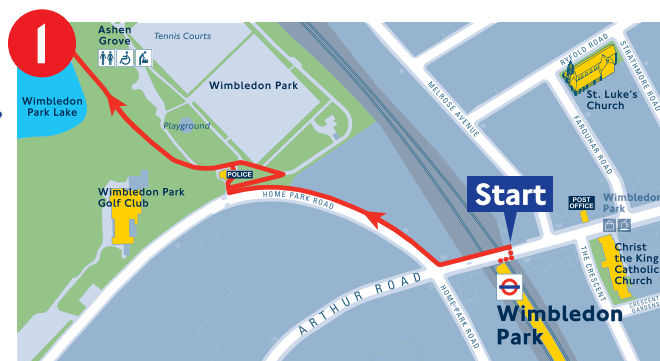 1
Ashen
Grove
Tennis Courts
Wimbledon Park
Wimbledon
Park Lake
Playground
POLICE
Wimbledon Park
Golf Club
HOME PARK ROAD
MELROSE AVENUE
RYFOLD ROAD
STRATHMORE ROAD
St. Luke's
Church
FARQUHAR ROAD
Start
POST
OFFICE
Wimbledon
Park
Christ
the King
Catholic
Church
THE CRESCENT
CRESCENT
GARDENS
ARTHUR ROAD
HOME PARK ROAD
Wimbledon
Park